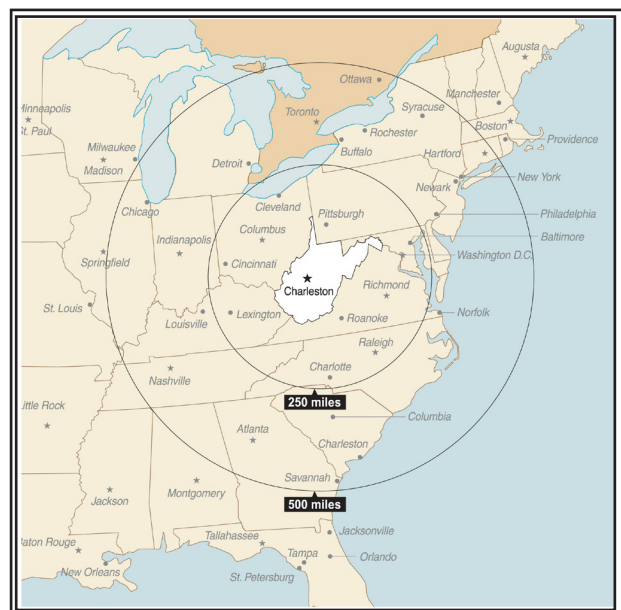 Augusta
Ottawa
Manchester
Minneapolis
St. Paul
Toronto
Syracuse
Boston
Rochester
Milwaukee
Madison
Detroit
Buffalo
Hartford
Providence
New York
Newark
Chicago
Cleveland
Philadelphia
Columbus
Pittsburgh
Baltimore
Indianapolis
Washington D.C.
Springfield
Cincinnati
Charleston
Richmond
St. Louis
Louisville
Lexington
Roanoke
Norfolk
Raleigh
Nashville
Charlotte
250 miles
Little Rock
Columbia
Atlanta
Charleston
Savannah
Jackson
Montgomery
500 miles
Jacksonville
Tallahassee
Baton Rouge
Tampa
Orlando
New Orleans
St. Petersburg